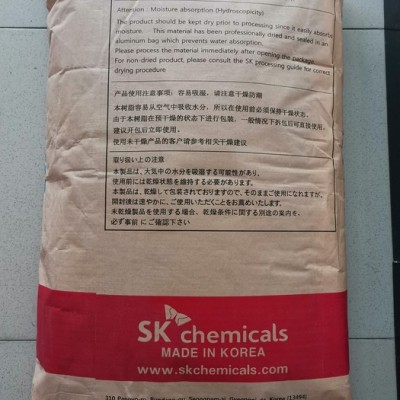 Attention : Moisture absorption (Hydroscopicity)
The product should be kept dry prior to processing since it easily absorbs
moisture. This material has been professionally dried and sealed in an
aluminum bag which prevents water absorption.
Please process the material immediately after opening the package.
For non-dried product, please consult the SK processing guide for correct
drying procedure
产品使用注意事项：容易吸湿，请注意干燥防潮
本树脂容易从空气中吸收水分，所以在使用前必须保持干燥状态。
由于本树脂在预干燥的状态下进行包装，一般情况下拆包后可直接使用。
建议开包后立即使用。
使用未干燥产品的客户请参考相关干燥建议
取り扱い上の注意
本製品は、大気中の水分を吸湿する可能性があり、
使用前には乾燥状態を維持する必要があります。
本製品は、乾燥して包装されておりますので、そのままご使用になれますが、
開封後は速やかに、ご使用いただくことをお薦めいたします。
未乾燥製品を使用する場合、乾燥条件に関する別途の案内を、
必ず事前にご確認下さい
SK chemicals
MADE IN KOREA
www.skchemicals.com